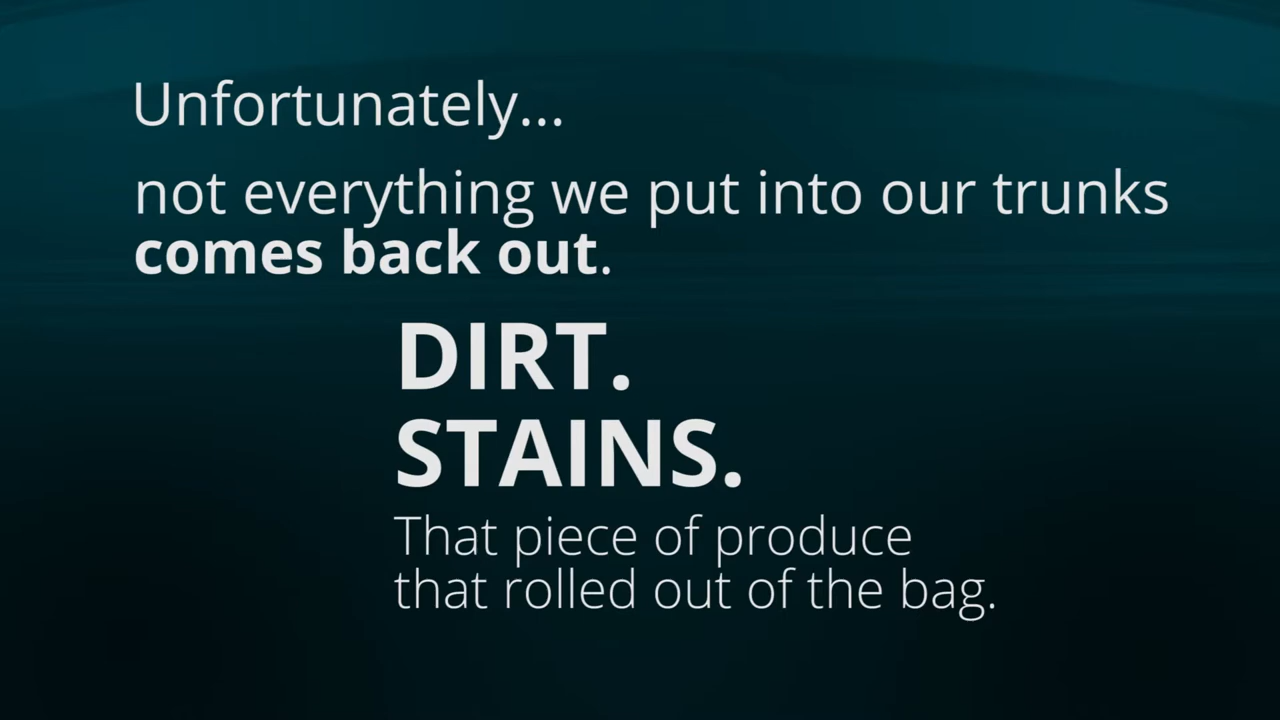 Unfortunately...
not everything we put into our trunks
comes back out.
DIRT.
STAINS.
That piece of produce
that rolled out of the bag.